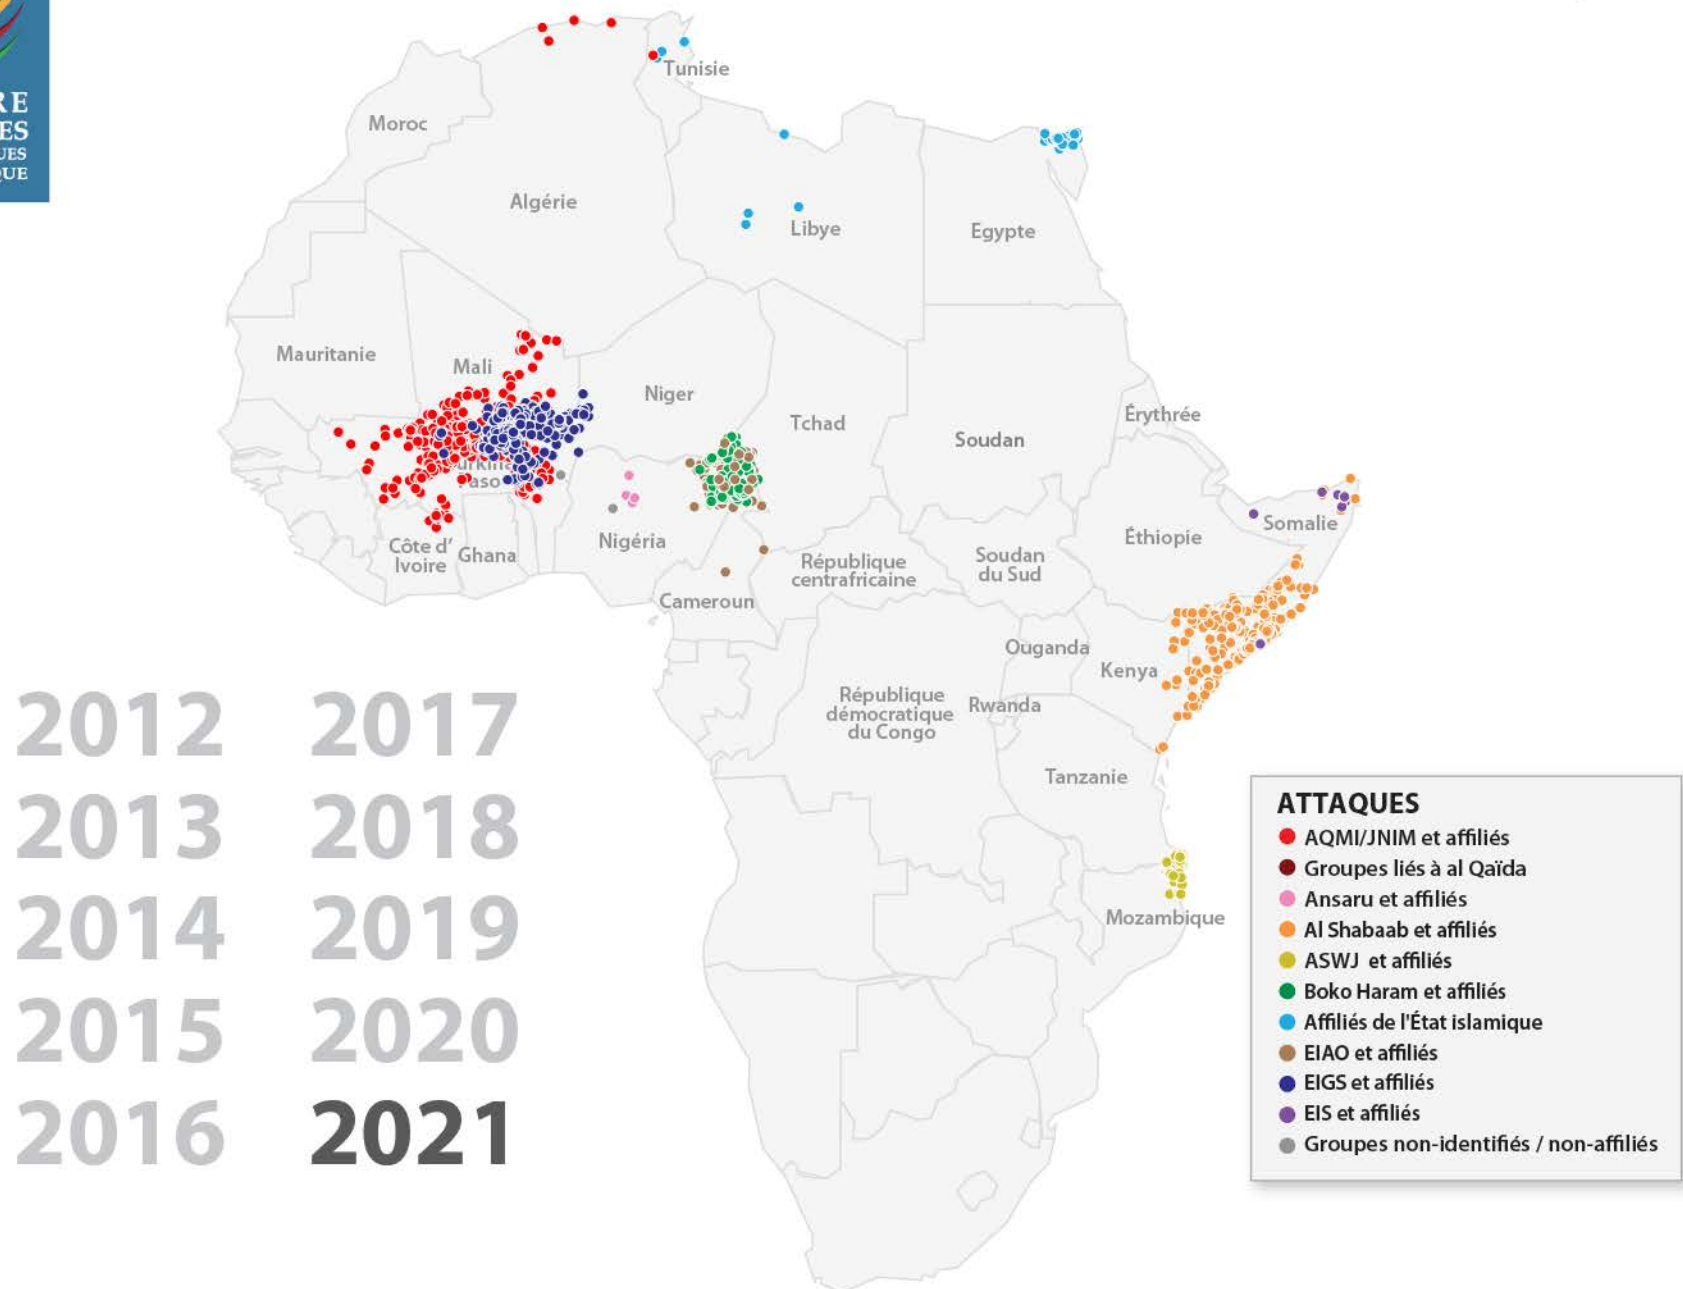 RE
ES
UES
QUE
Tunisie
Moroc
Algérie
Libye
Egypte
Mauritanie
Mali
Niger
Tchad
Soudan
Érythrée
urkina
aso
Nigéria
Côte d'
Ivoire
Ghana
Cameroun
République
centrafricaine
Soudan
du Sud
Éthiopie
Somalie
Ouganda
Kenya
République
démocratique
du Congo
Rwanda
Tanzanie
Mozambique
2012 2017
2013 2018
2014 2019
2015 2020
2016 2021
ATTAQUES
AQMI/JNIM et affiliés
Groupes liés à al Qaïda
Ansaru et affiliés
Al Shabaab et affiliés
ASWJ et affiliés
Boko Haram et affiliés
Affiliés de l'État islamique
EIAO et affiliés
EIGS et affiliés
EIS et affiliés
Groupes non-identifiés / non-affiliés